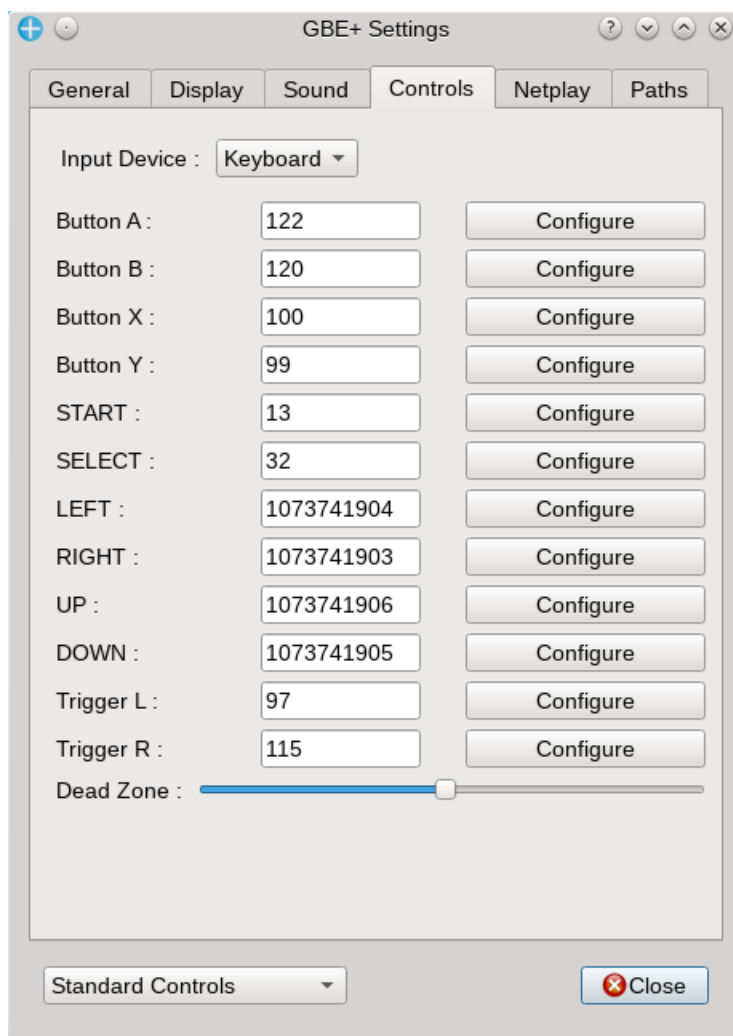 GBE+ Settings
General Display Sound Controls Netplay Paths
Input Device : Keyboard
Button A : 122 Configure
Button B : 120 Configure
Button X : 100 Configure
Button Y : 99 Configure
START : 13 Configure
SELECT : 32 Configure
LEFT : 1073741904 Configure
RIGHT : 1073741903 Configure
UP : 1073741906 Configure
DOWN : 1073741905 Configure
Trigger L : 97 Configure
Trigger R : 115 Configure
Dead Zone :
Standard Controls Close